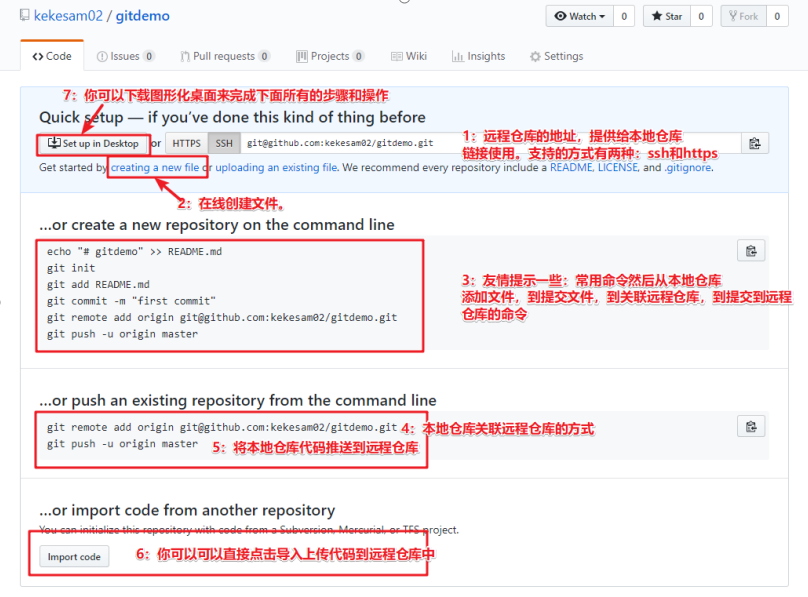 kekesam02 / gitdemo
Watch 0 Star 0 Fork 0
Code Issues 0 Pull requests 0 Projects 0 Wiki Insights Settings
7：你可以下载图形化桌面来完成下面所有的步骤和操作
Quick setup — if you've done this kind of thing before
Set up in Desktop or HTTPS SSH git@github.com:kekesam02/gitdemo.git
1：远程仓库的地址，提供给本地仓库
链接使用。支持的方式有两种：ssh和https
Get started by creating a new file or uploading an existing file. We recommend every repository include a README, LICENSE, and .gitignore.
2：在线创建文件。
…or create a new repository on the command line
echo "# gitdemo" >> README.md
git init
git add README.md
git commit -m "first commit"
git remote add origin git@github.com:kekesam02/gitdemo.git
git push -u origin master
3：友情提示一些：常用命令然后从本地仓库
添加文件，到提交文件，到关联远程仓库，到提交到远程
仓库的命令
…or push an existing repository from the command line
git remote add origin git@github.com:kekesam02/gitdemo.git
4：本地仓库关联远程仓库的方式
git push -u origin master
5：将本地仓库代码推送到远程仓库
…or import code from another repository
You can initialize this repository with code from a Subversion, Mercurial, or TFS project.
Import code
6：你可以可以直接点击导入上传代码到远程仓库中